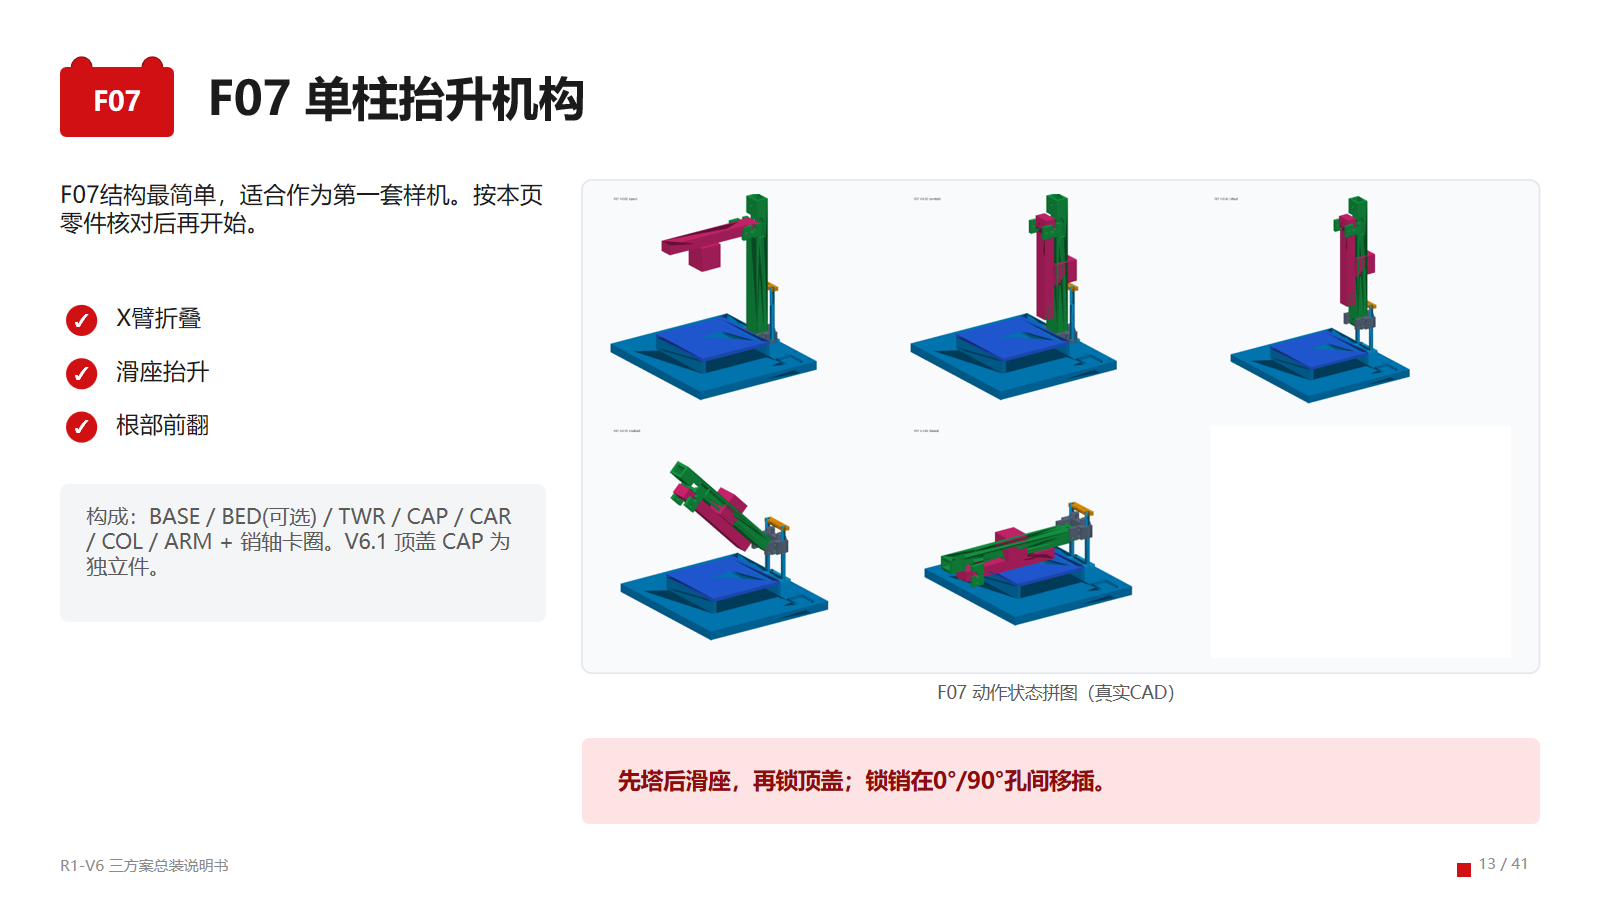 F07
F07 单柱抬升机构
F07结构最简单，适合作为第一套样机。按本页
零件核对后再开始。
X臂折叠
滑座抬升
根部前翻
构成：BASE / BED(可选) / TWR / CAP / CAR
/ COL / ARM + 销轴卡圈。V6.1 顶盖 CAP 为
独立件。
F07 动作状态拼图（真实CAD）
先塔后滑座，再锁顶盖；锁销在0°/90°孔间移插。
R1-V6 三方案总装说明书
13 / 41